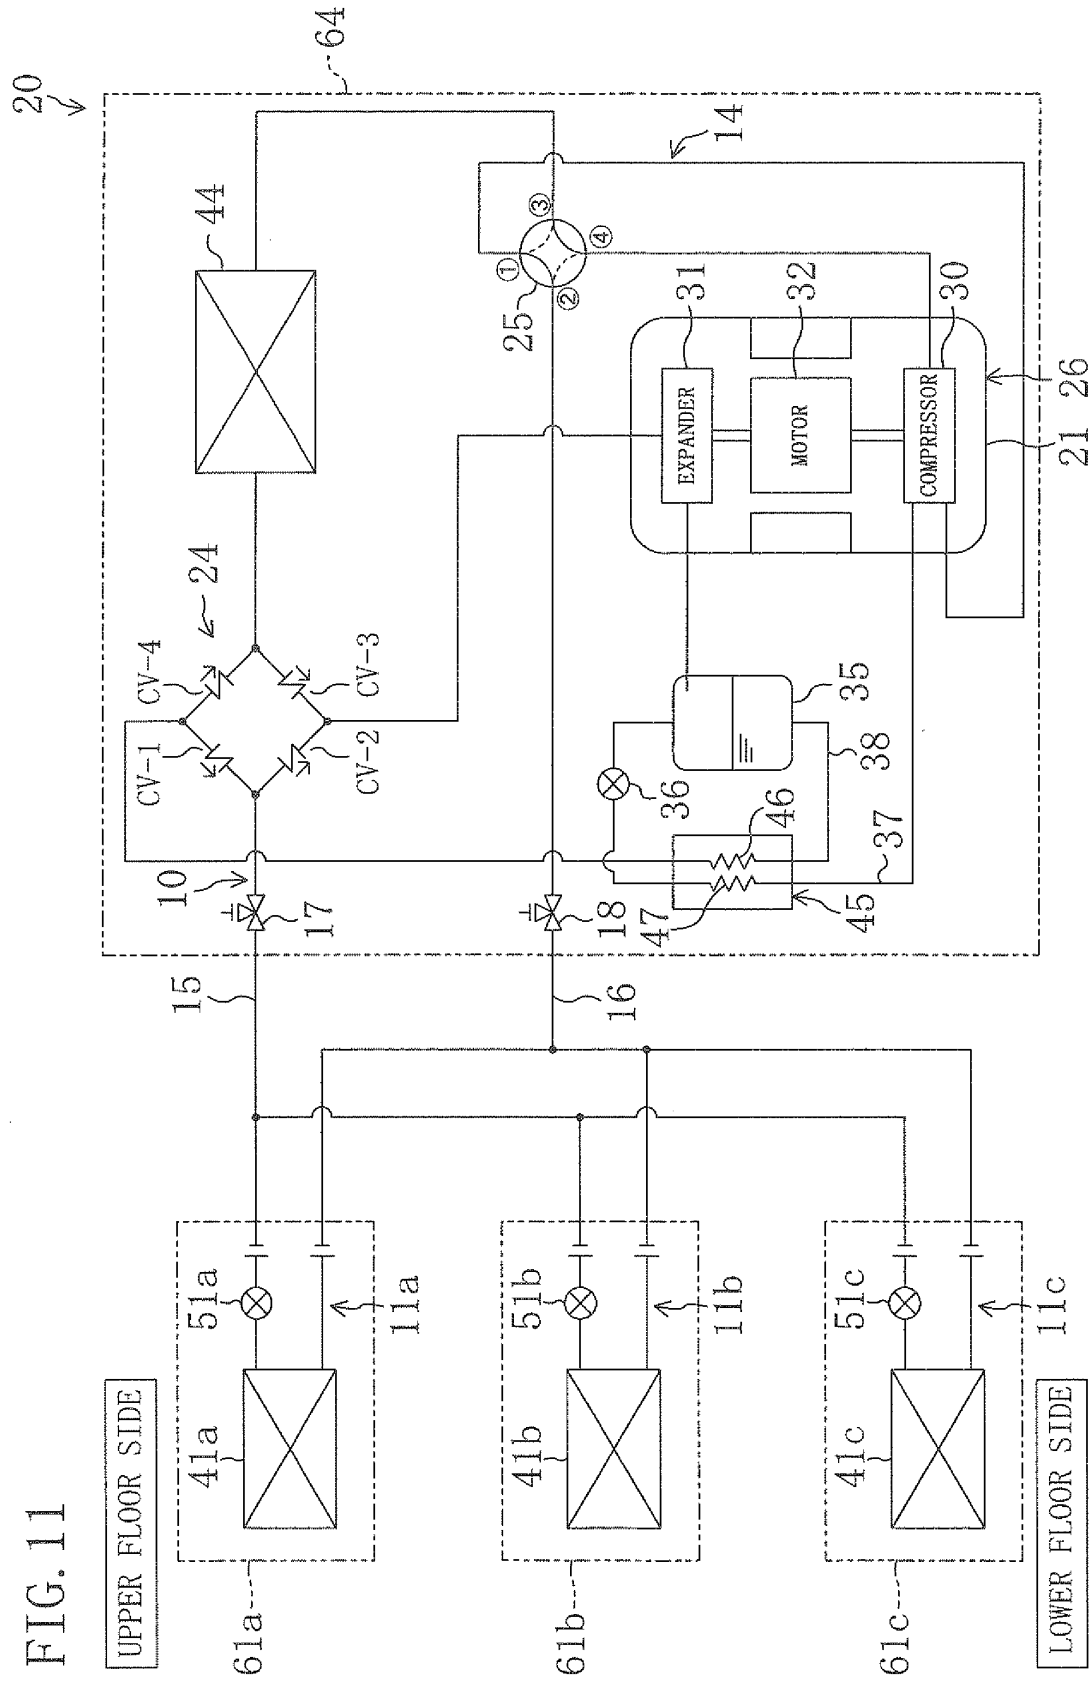 FIG. 11
20
UPPER FLOOR SIDE
61a
41a
51a
11a
15
10
17
CV-1
CV-4
24
CV-2
CV-3
44
64
61b
41b
51b
11b
16
18
25
①
②
③
④
14
36
47
46
45
35
38
37
EXPANDER
31
MOTOR
32
COMPRESSOR
30
21
26
61c
41c
51c
11c
LOWER FLOOR SIDE